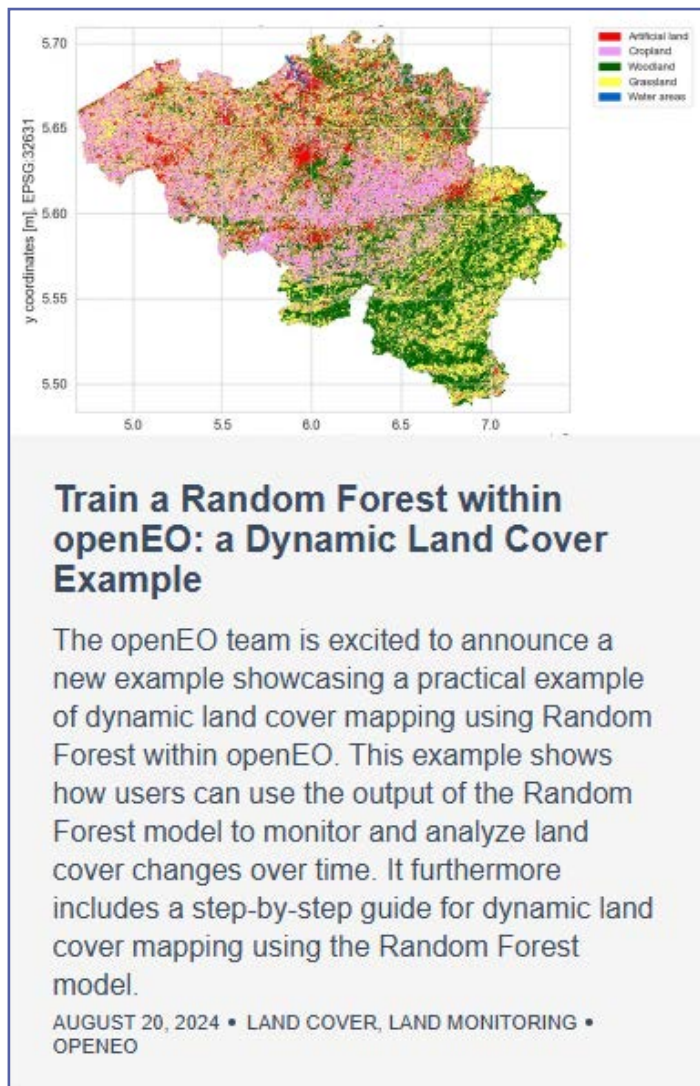 5.70
5.65
5.60
5.55
5.50
y coordinates [m], EPSG:32631
5.0 5.5 6.0 6.5 7.0
Artificial land
Cropland
Woodland
Grassland
Water areas
Train a Random Forest within
openEO: a Dynamic Land Cover
Example
The openEO team is excited to announce a
new example showcasing a practical example
of dynamic land cover mapping using Random
Forest within openEO. This example shows
how users can use the output of the Random
Forest model to monitor and analyze land
cover changes over time. It furthermore
includes a step-by-step guide for dynamic land
cover mapping using the Random Forest
model.
AUGUST 20, 2024 • LAND COVER, LAND MONITORING •
OPENEO